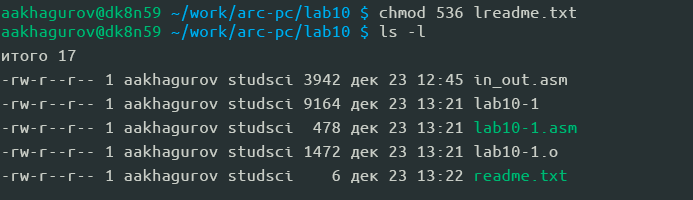 aakhagurov@dk8n59 ~/work/arc-pc/lab10 $ chmod 536 lreadme.txt
aakhagurov@dk8n59 ~/work/arc-pc/lab10 $ ls -l
итого 17
-rw-r--r-- 1 aakhagurov studsci 3942 дек 23 12:45 in_out.asm
-rw-r--r-- 1 aakhagurov studsci 9164 дек 23 13:21 lab10-1
-rw-r--r-- 1 aakhagurov studsci  478 дек 23 13:21 lab10-1.asm
-rw-r--r-- 1 aakhagurov studsci 1472 дек 23 13:21 lab10-1.o
-rw-r--r-- 1 aakhagurov studsci    6 дек 23 13:22 readme.txt